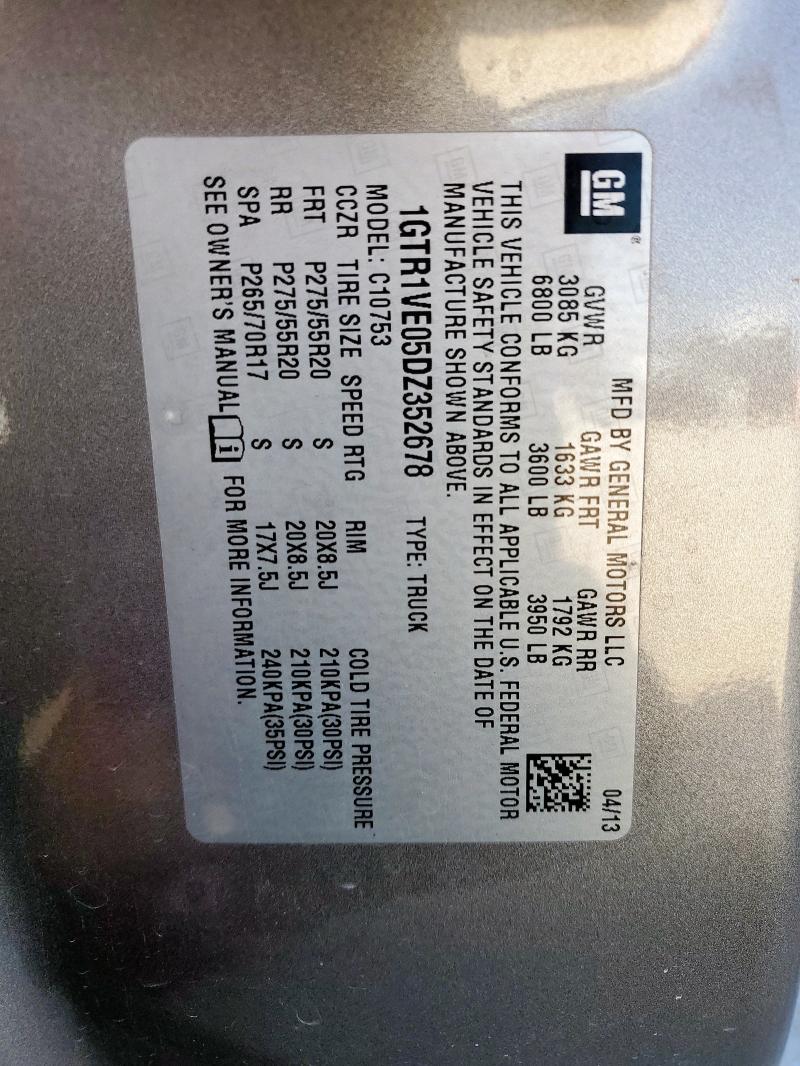 GM®
MFD BY GENERAL MOTORS LLC 04/13
GVWR GAWR FRT GAWR RR
3085 KG 1633 KG 1792 KG
6800 LB 3600 LB 3950 LB
THIS VEHICLE CONFORMS TO ALL APPLICABLE U.S. FEDERAL MOTOR
VEHICLE SAFETY STANDARDS IN EFFECT ON THE DATE OF
MANUFACTURE SHOWN ABOVE.
1GTR1VE05DZ352678 TYPE: TRUCK
MODEL: C10753
CCZR TIRE SIZE SPEED RTG RIM COLD TIRE PRESSURE
FRT P275/55R20 S 20X8.5J 210KPA(30PSI)
RR P275/55R20 S 20X8.5J 210KPA(30PSI)
SPA P265/70R17 S 17X7.5J 240KPA(35PSI)
SEE OWNER'S MANUAL i FOR MORE INFORMATION.